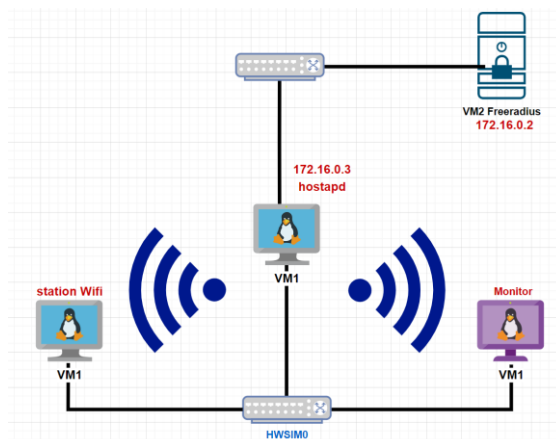 VM2 Freeradius
172.16.0.2
172.16.0.3
hostapd
VM1
station Wifi
Monitor
VM1
VM1
HWSIM0